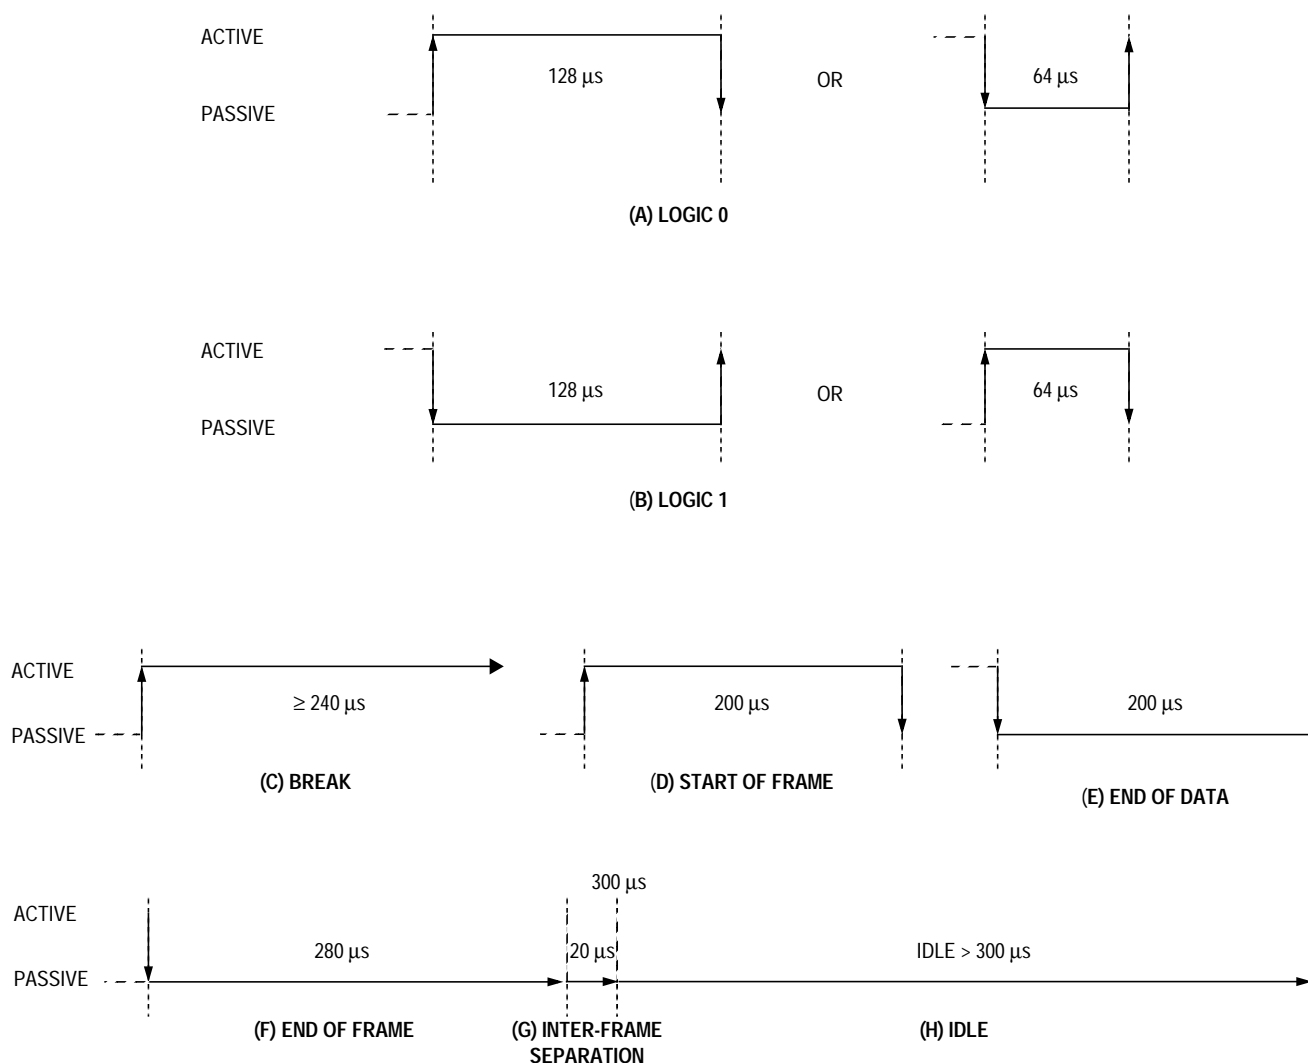 ACTIVE
128 μs
OR
64 μs
PASSIVE
(A) LOGIC 0
ACTIVE
128 μs
OR
64 μs
PASSIVE
(B) LOGIC 1
ACTIVE
≥ 240 μs
200 μs
200 μs
PASSIVE
(C) BREAK
(D) START OF FRAME
(E) END OF DATA
300 μs
ACTIVE
280 μs
20 μs
IDLE > 300 μs
PASSIVE
(F) END OF FRAME
(G) INTER-FRAME
SEPARATION
(H) IDLE